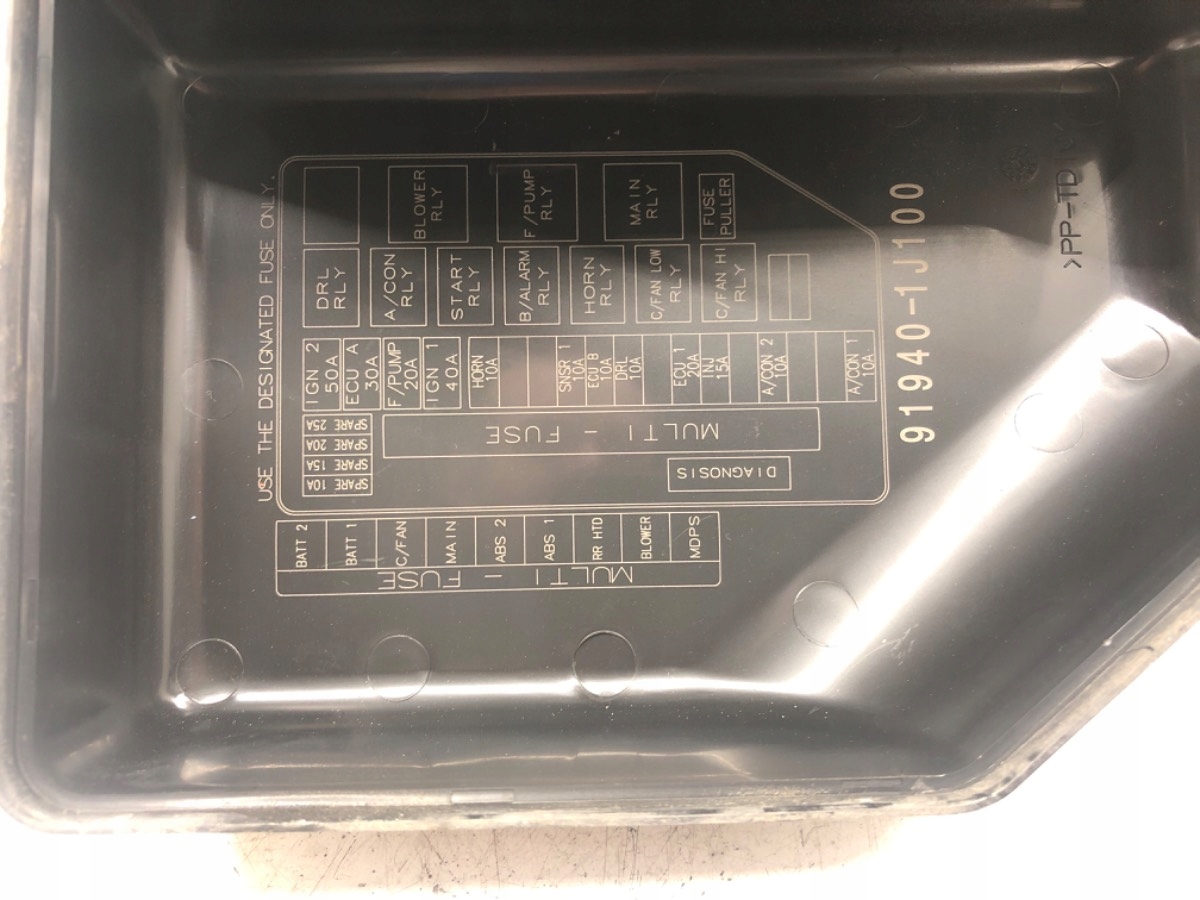 USE THE DESIGNATED FUSE ONLY.
BLOWER
RLY
F/PUMP
RLY
MAIN
RLY
FUSE
PULLER
DRL
RLY
A/CON
RLY
START
RLY
B/ALARM
RLY
HORN
RLY
C/FAN LOW
RLY
C/FAN HI
RLY
IGN 2
50A
ECU A
30A
F/PUMP
20A
IGN 1
40A
HORN
10A
SNSR 1
10A
ECU B
10A
DRL
10A
ECU 1
20A
INJ
15A
A/CON 2
10A
A/CON 1
10A
SPARE 25A
SPARE 20A
SPARE 15A
SPARE 10A
MULTI - FUSE
DIAGNOSIS
BATT 2
BATT 1
C/FAN
MAIN
ABS 2
ABS 1
RR HTD
BLOWER
MDPS
MULTI - FUSE
91940-1J100
>PP-TD